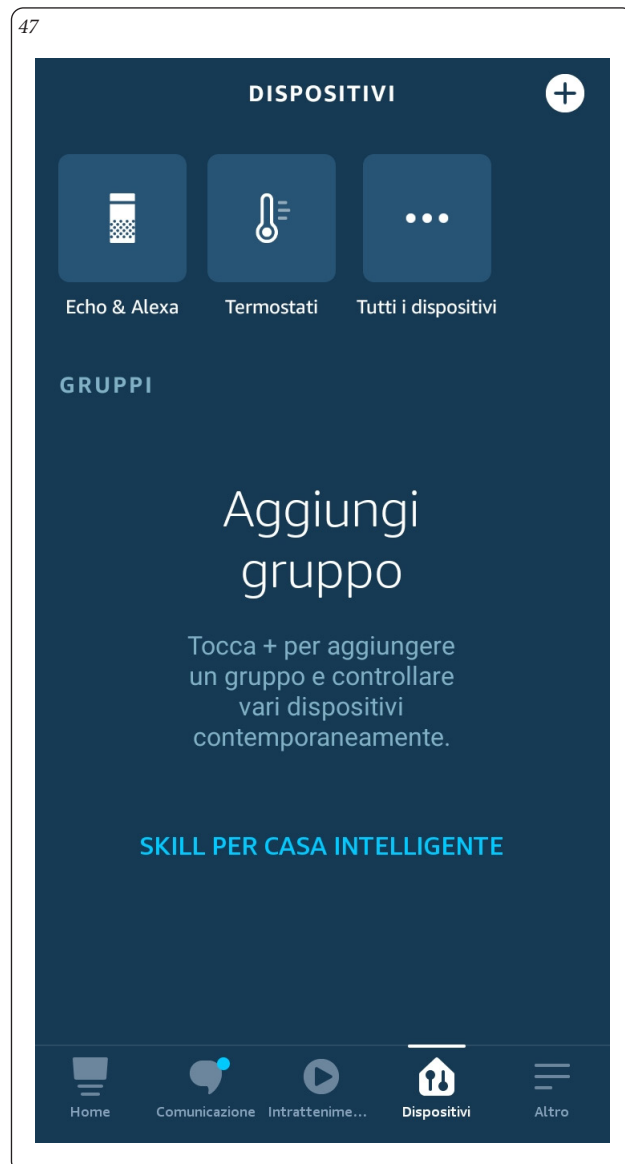 47
DISPOSITIVI
Echo & Alexa Termostati Tutti i dispositivi
GRUPPI
Aggiungi
gruppo
Tocca + per aggiungere
un gruppo e controllare
vari dispositivi
contemporaneamente.
SKILL PER CASA INTELLIGENTE
Home Comunicazione Intrattenime... Dispositivi Altro